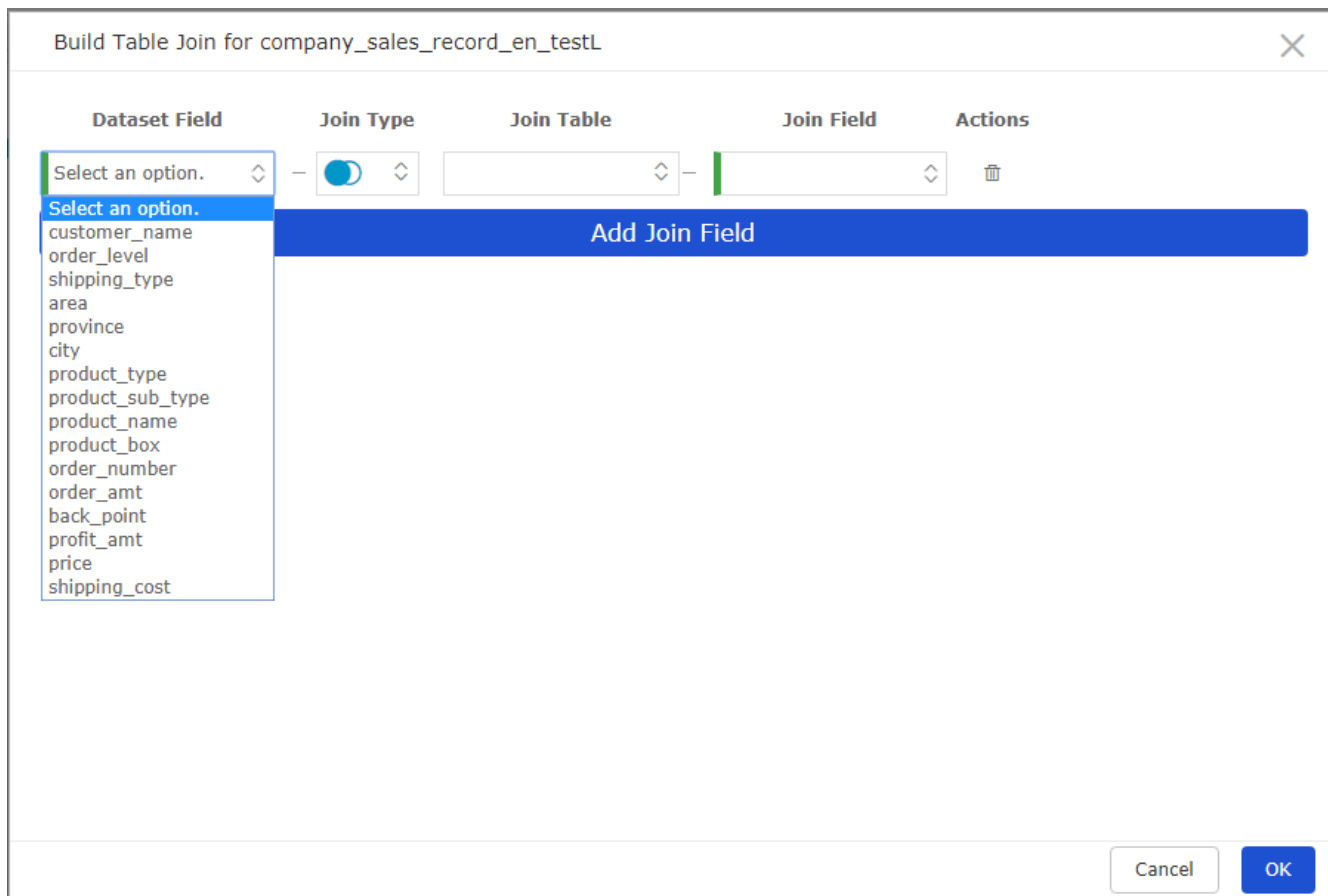 Build Table Join for company_sales_record_en_testL
Dataset Field Join Type Join Table Join Field Actions
Select an option.
Select an option.
customer_name
order_level
shipping_type
area
province
city
product_type
product_sub_type
product_name
product_box
order_number
order_amt
back_point
profit_amt
price
shipping_cost
Add Join Field
Cancel OK